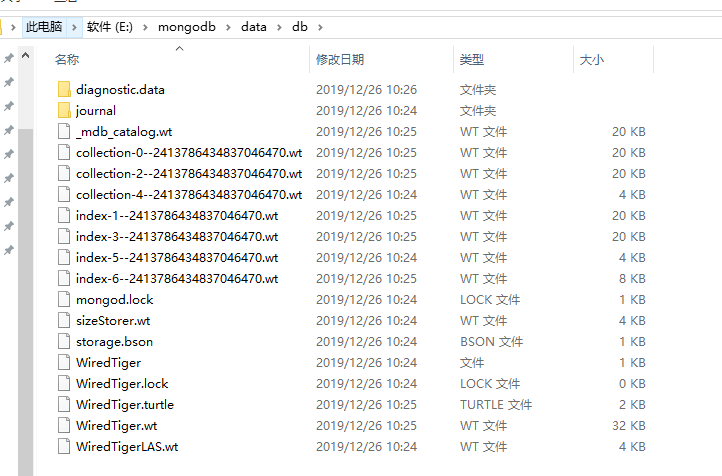 此电脑 > 软件 (E:) > mongodb > data > db >
名称 修改日期 类型 大小
diagnostic.data 2019/12/26 10:26 文件夹
journal 2019/12/26 10:24 文件夹
_mdb_catalog.wt 2019/12/26 10:25 WT 文件 20 KB
collection-0--2413786434837046470.wt 2019/12/26 10:25 WT 文件 20 KB
collection-2--2413786434837046470.wt 2019/12/26 10:25 WT 文件 20 KB
collection-4--2413786434837046470.wt 2019/12/26 10:24 WT 文件 4 KB
index-1--2413786434837046470.wt 2019/12/26 10:25 WT 文件 20 KB
index-3--2413786434837046470.wt 2019/12/26 10:25 WT 文件 20 KB
index-5--2413786434837046470.wt 2019/12/26 10:24 WT 文件 4 KB
index-6--2413786434837046470.wt 2019/12/26 10:25 WT 文件 8 KB
mongod.lock 2019/12/26 10:24 LOCK 文件 1 KB
sizeStorer.wt 2019/12/26 10:24 WT 文件 4 KB
storage.bson 2019/12/26 10:24 BSON 文件 1 KB
WiredTiger 2019/12/26 10:24 文件 1 KB
WiredTiger.lock 2019/12/26 10:24 LOCK 文件 0 KB
WiredTiger.turtle 2019/12/26 10:25 TURTLE 文件 2 KB
WiredTiger.wt 2019/12/26 10:25 WT 文件 32 KB
WiredTigerLAS.wt 2019/12/26 10:24 WT 文件 4 KB